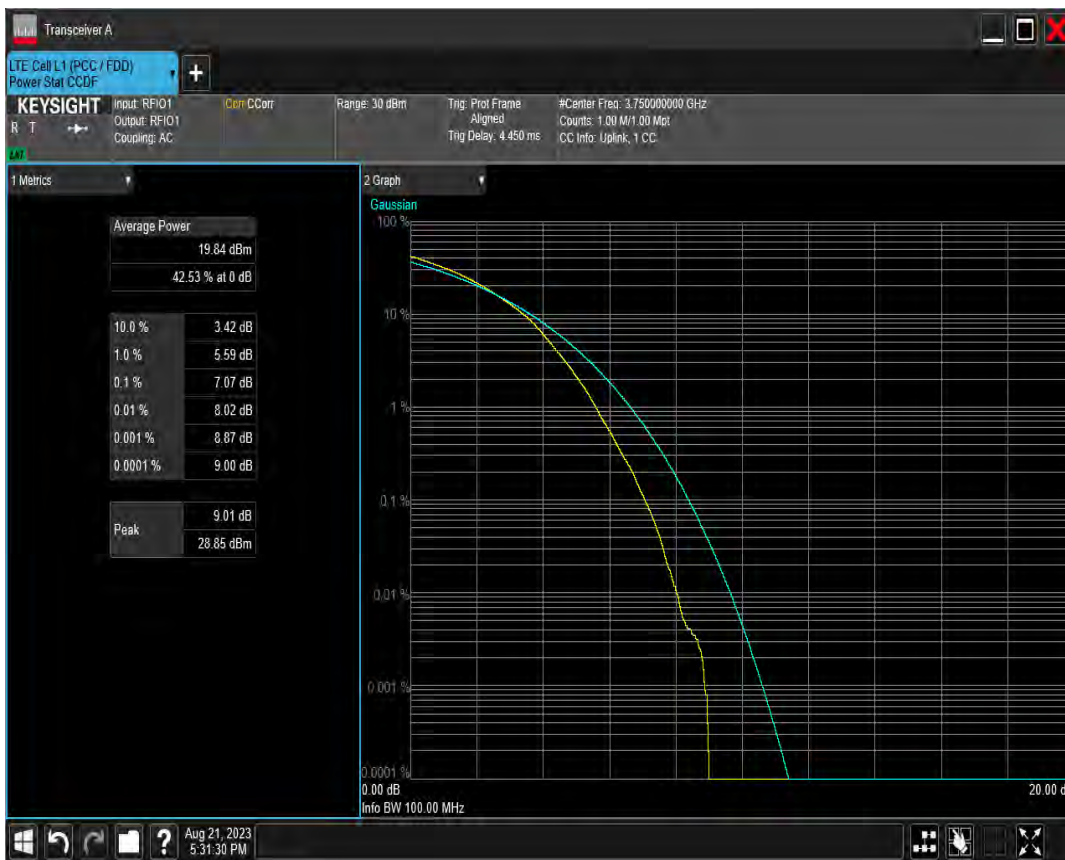 Transceiver A
LTE Cell L1 (PCC / FDD)
Power Stat CCDF
+
KEYSIGHT
R T
LXI
Input: RFIO1
Output: RFIO1
Coupling: AC
Corr CCorr
Range: 30 dBm
Trig: Prot Frame
Aligned
Trig Delay: 4.450 ms
#Center Freq: 3.750000000 GHz
Counts: 1.00 M/1.00 Mpt
CC Info: Uplink, 1 CC
1 Metrics
Average Power
19.84 dBm
42.53 % at 0 dB
10.0 % 3.42 dB
1.0 % 5.59 dB
0.1 % 7.07 dB
0.01 % 8.02 dB
0.001 % 8.87 dB
0.0001 % 9.00 dB
Peak
9.01 dB
28.85 dBm
2 Graph
Gaussian
100 %
10 %
1 %
0.1 %
0.01 %
0.001 %
0.0001 %
0.00 dB
20.00 d
Info BW 100.00 MHz
?
Aug 21, 2023
5:31:30 PM